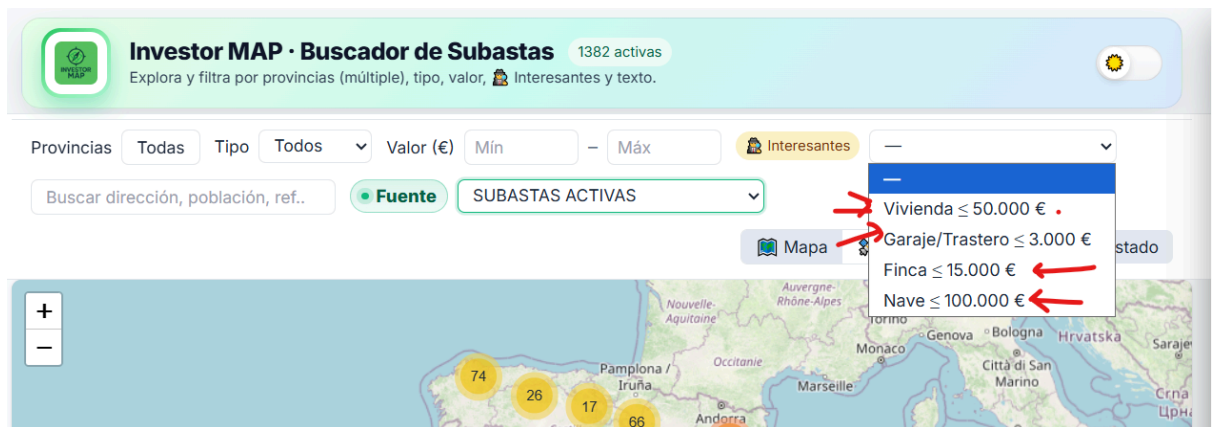 INVESTOR MAP
Investor MAP · Buscador de Subastas 1382 activas
Explora y filtra por provincias (múltiple), tipo, valor, Interesantes y texto.
Provincias Todas Tipo Todos Valor (€) Mín – Máx Interesantes —
—
Buscar dirección, población, ref.. Fuente SUBASTAS ACTIVAS
Vivienda ≤ 50.000 €
Garaje/Trastero ≤ 3.000 €
Mapa stado
Finca ≤ 15.000 €
Nave ≤ 100.000 €
+
−
Auvergne-
Rhône-Alpes
Nouvelle-
Aquitaine
Torino
Genova
Bologna
Hrvatska
Monaco
Occitanie
Città di San
Marino
Marseille
Pamplona /
Iruña
Andorra
74
26
17
66